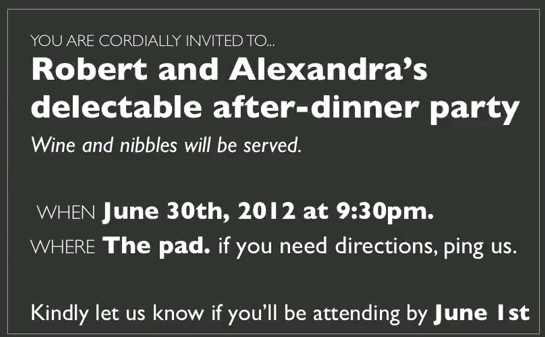 YOU ARE CORDIALLY INVITED TO...
Robert and Alexandra's
delectable after-dinner party
Wine and nibbles will be served.
WHEN June 30th, 2012 at 9:30pm.
WHERE The pad. if you need directions, ping us.
Kindly let us know if you'll be attending by June 1st